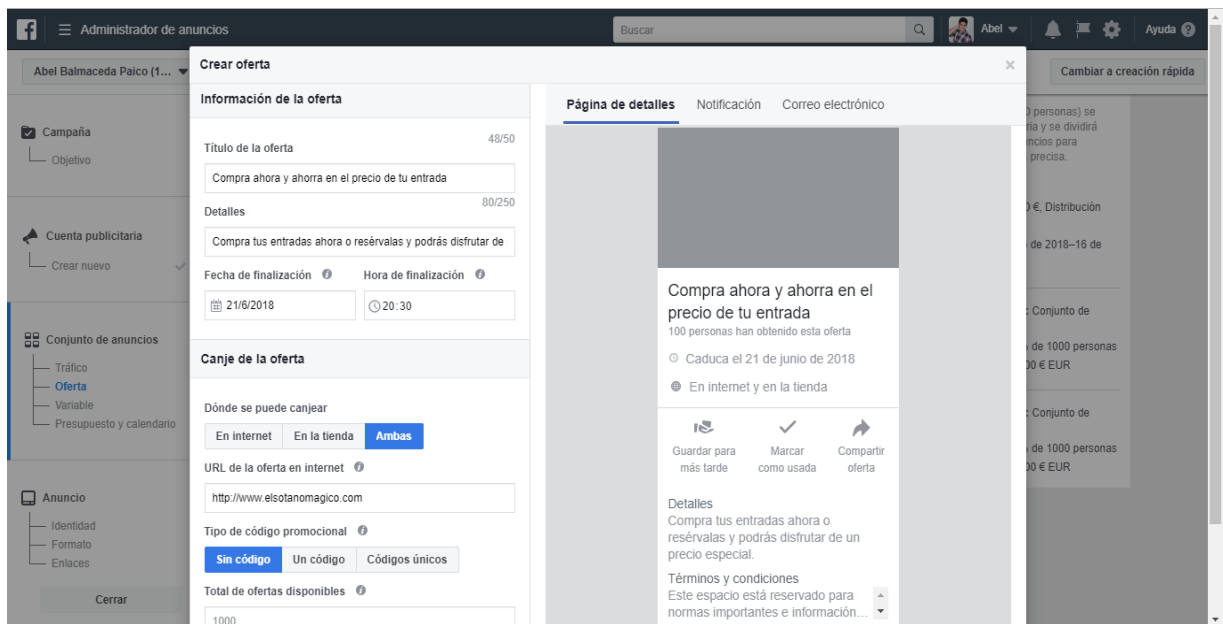 Administrador de anuncios
Buscar
Abel
Ayuda
Abel Balmaceda Paico (1...
Cambiar a creación rápida
Campaña
Objetivo
Cuenta publicitaria
Crear nuevo
Conjunto de anuncios
Tráfico
Oferta
Variable
Presupuesto y calendario
Anuncio
Identidad
Formato
Enlaces
Cerrar
Crear oferta
Información de la oferta
48/50
Título de la oferta
Compra ahora y ahorra en el precio de tu entrada
80/250
Detalles
Compra tus entradas ahora o resérvalas y podrás disfrutar de
Fecha de finalización
Hora de finalización
21/6/2018
20:30
Canje de la oferta
Dónde se puede canjear
En internet
En la tienda
Ambas
URL de la oferta en internet
http://www.elsotanomagico.com
Tipo de código promocional
Sin código
Un código
Códigos únicos
Total de ofertas disponibles
1000
Página de detalles
Notificación
Correo electrónico
Compra ahora y ahorra en el
precio de tu entrada
100 personas han obtenido esta oferta
Caduca el 21 de junio de 2018
En internet y en la tienda
Guardar para
más tarde
Marcar
como usada
Compartir
oferta
Detalles
Compra tus entradas ahora o
resérvalas y podrás disfrutar de un
precio especial.
Términos y condiciones
Este espacio está reservado para
normas importantes e información...
personas) se
y se dividirá
para
precisa.
€, Distribución
de 2018–16 de
Conjunto de
de 1000 personas
€ EUR
Conjunto de
de 1000 personas
€ EUR